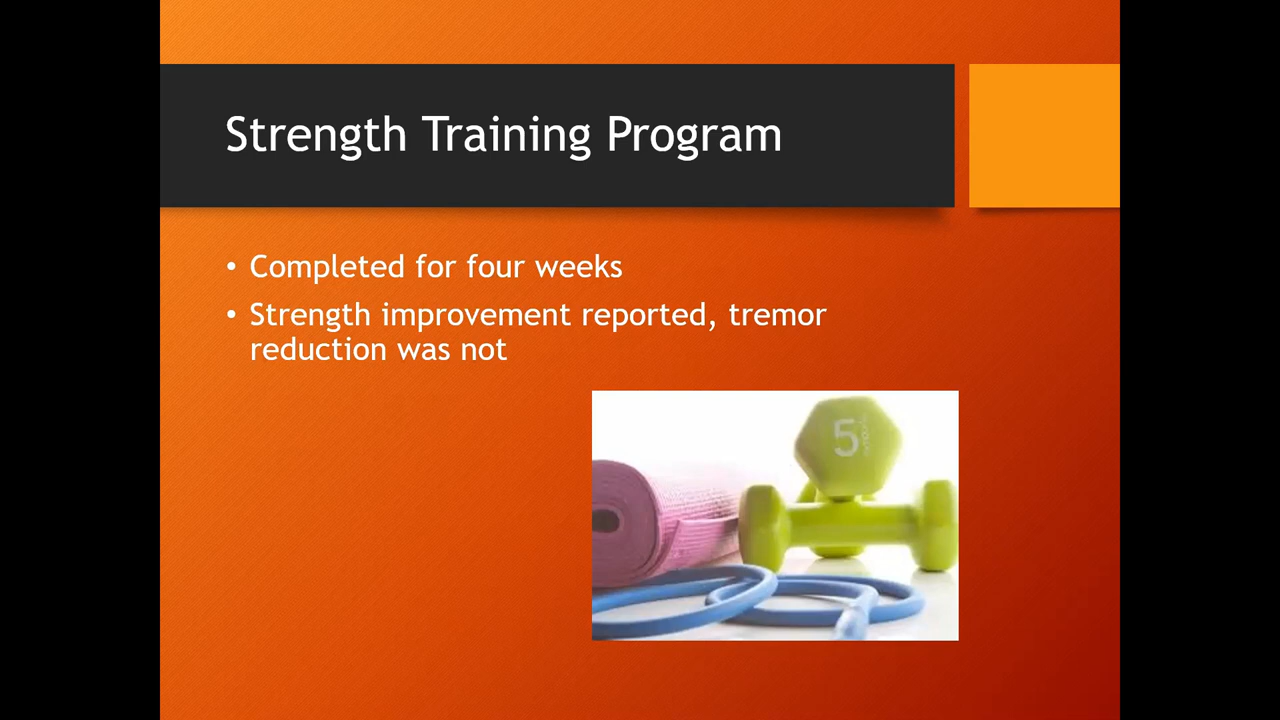 Strength Training Program
• Completed for four weeks
• Strength improvement reported, tremor
reduction was not
5